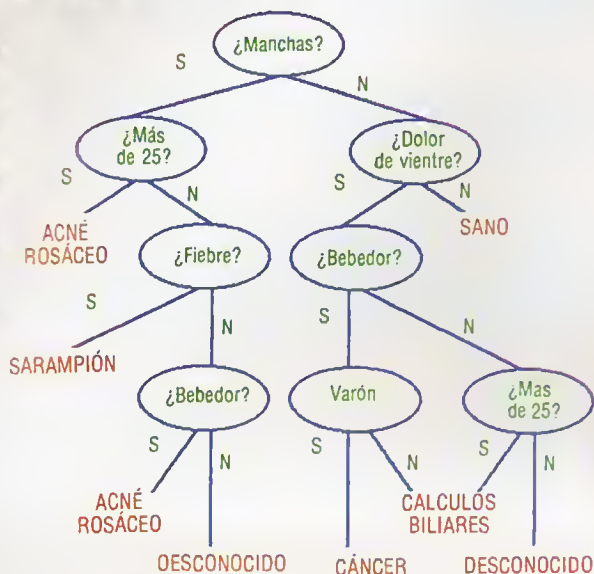 ¿Manchas?
S
N
¿Más
de 25?
¿Dolor
de vientre?
S
N
S
N
ACNÉ
ROSÁCEO
SANO
¿Fiebre?
¿Bebedor?
S
N
S
N
SARAMPIÓN
¿Bebedor?
Varón
¿Mas
de 25?
S
N
S
N
S
N
ACNÉ
ROSÁCEO
CALCULOS
BILIARES
OESCONOCIDO
CÁNCER
DESCONOCIDO